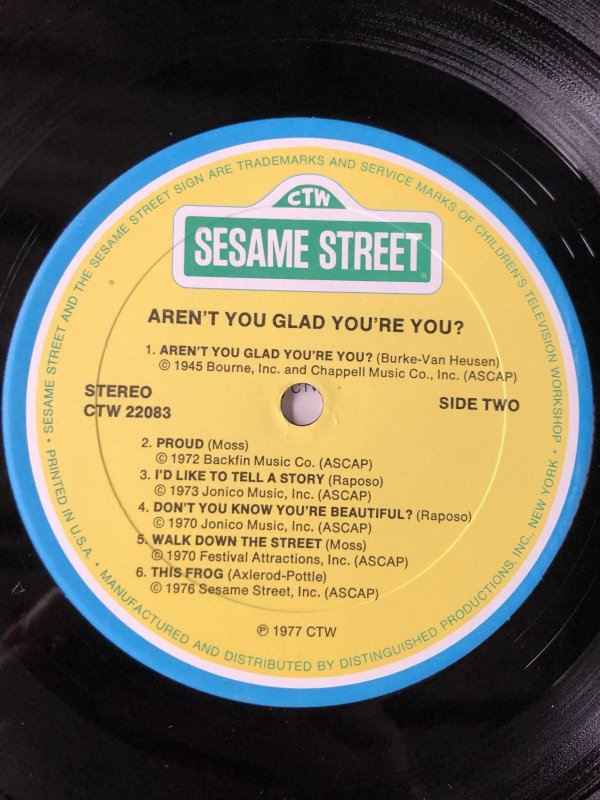 CTW
SESAME STREET
AREN'T YOU GLAD YOU'RE YOU?
1. AREN'T YOU GLAD YOU'RE YOU? (Burke-Van Heusen)
© 1945 Bourne, Inc. and Chappell Music Co., Inc. (ASCAP)
STEREO
CTW 22083
SIDE TWO
2. PROUD (Moss)
© 1972 Backfin Music Co. (ASCAP)
3. I'D LIKE TO TELL A STORY (Raposo)
© 1973 Jonico Music, Inc. (ASCAP)
4. DON'T YOU KNOW YOU'RE BEAUTIFUL? (Raposo)
© 1970 Jonico Music, Inc. (ASCAP)
5. WALK DOWN THE STREET (Moss)
© 1970 Festival Attractions, Inc. (ASCAP)
6. THIS FROG (Axlerod-Pottle)
© 1976 Sesame Street, Inc. (ASCAP)
℗ 1977 CTW
• SESAME STREET AND THE SESAME STREET SIGN ARE TRADEMARKS AND SERVICE MARKS OF CHILDREN'S TELEVISION WORKSHOP •
PRINTED IN U.S.A. • MANUFACTURED AND DISTRIBUTED BY DISTINGUISHED PRODUCTIONS, INC., NEW YORK